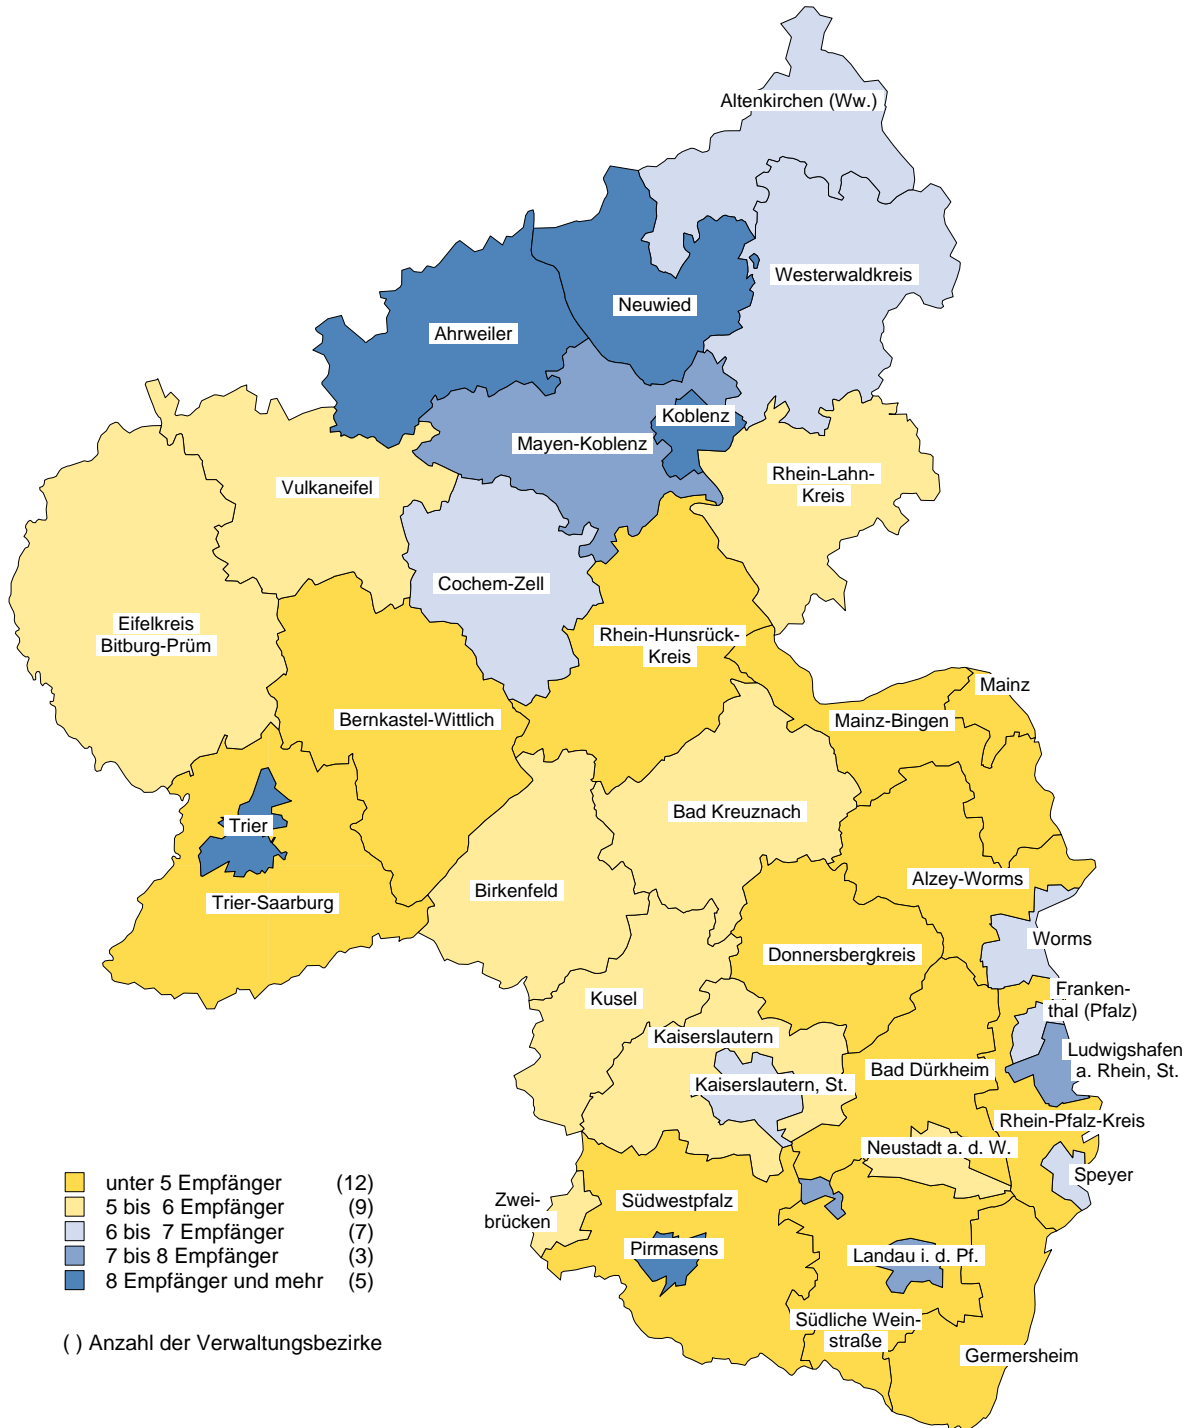 Altenkirchen (Ww.)
Westerwaldkreis
Neuwied
Ahrweiler
Koblenz
Mayen-Koblenz
Rhein-Lahn-
Kreis
Vulkaneifel
Cochem-Zell
Eifelkreis
Bitburg-Prüm
Rhein-Hunsrück-
Kreis
Mainz
Mainz-Bingen
Bernkastel-Wittlich
Bad Kreuznach
Trier
Alzey-Worms
Birkenfeld
Trier-Saarburg
Worms
Donnersbergkreis
Franken-
thal (Pfalz)
Kusel
Kaiserslautern
Ludwigshafen
a. Rhein, St.
Bad Dürkheim
Kaiserslautern, St.
Rhein-Pfalz-Kreis
Neustadt a. d. W.
Speyer
Zwei-
brücken
Südwestpfalz
Pirmasens
Landau i. d. Pf.
Südliche Wein-
straße
Germersheim
unter 5 Empfänger (12)
5 bis 6 Empfänger (9)
6 bis 7 Empfänger (7)
7 bis 8 Empfänger (3)
8 Empfänger und mehr (5)
( ) Anzahl der Verwaltungsbezirke